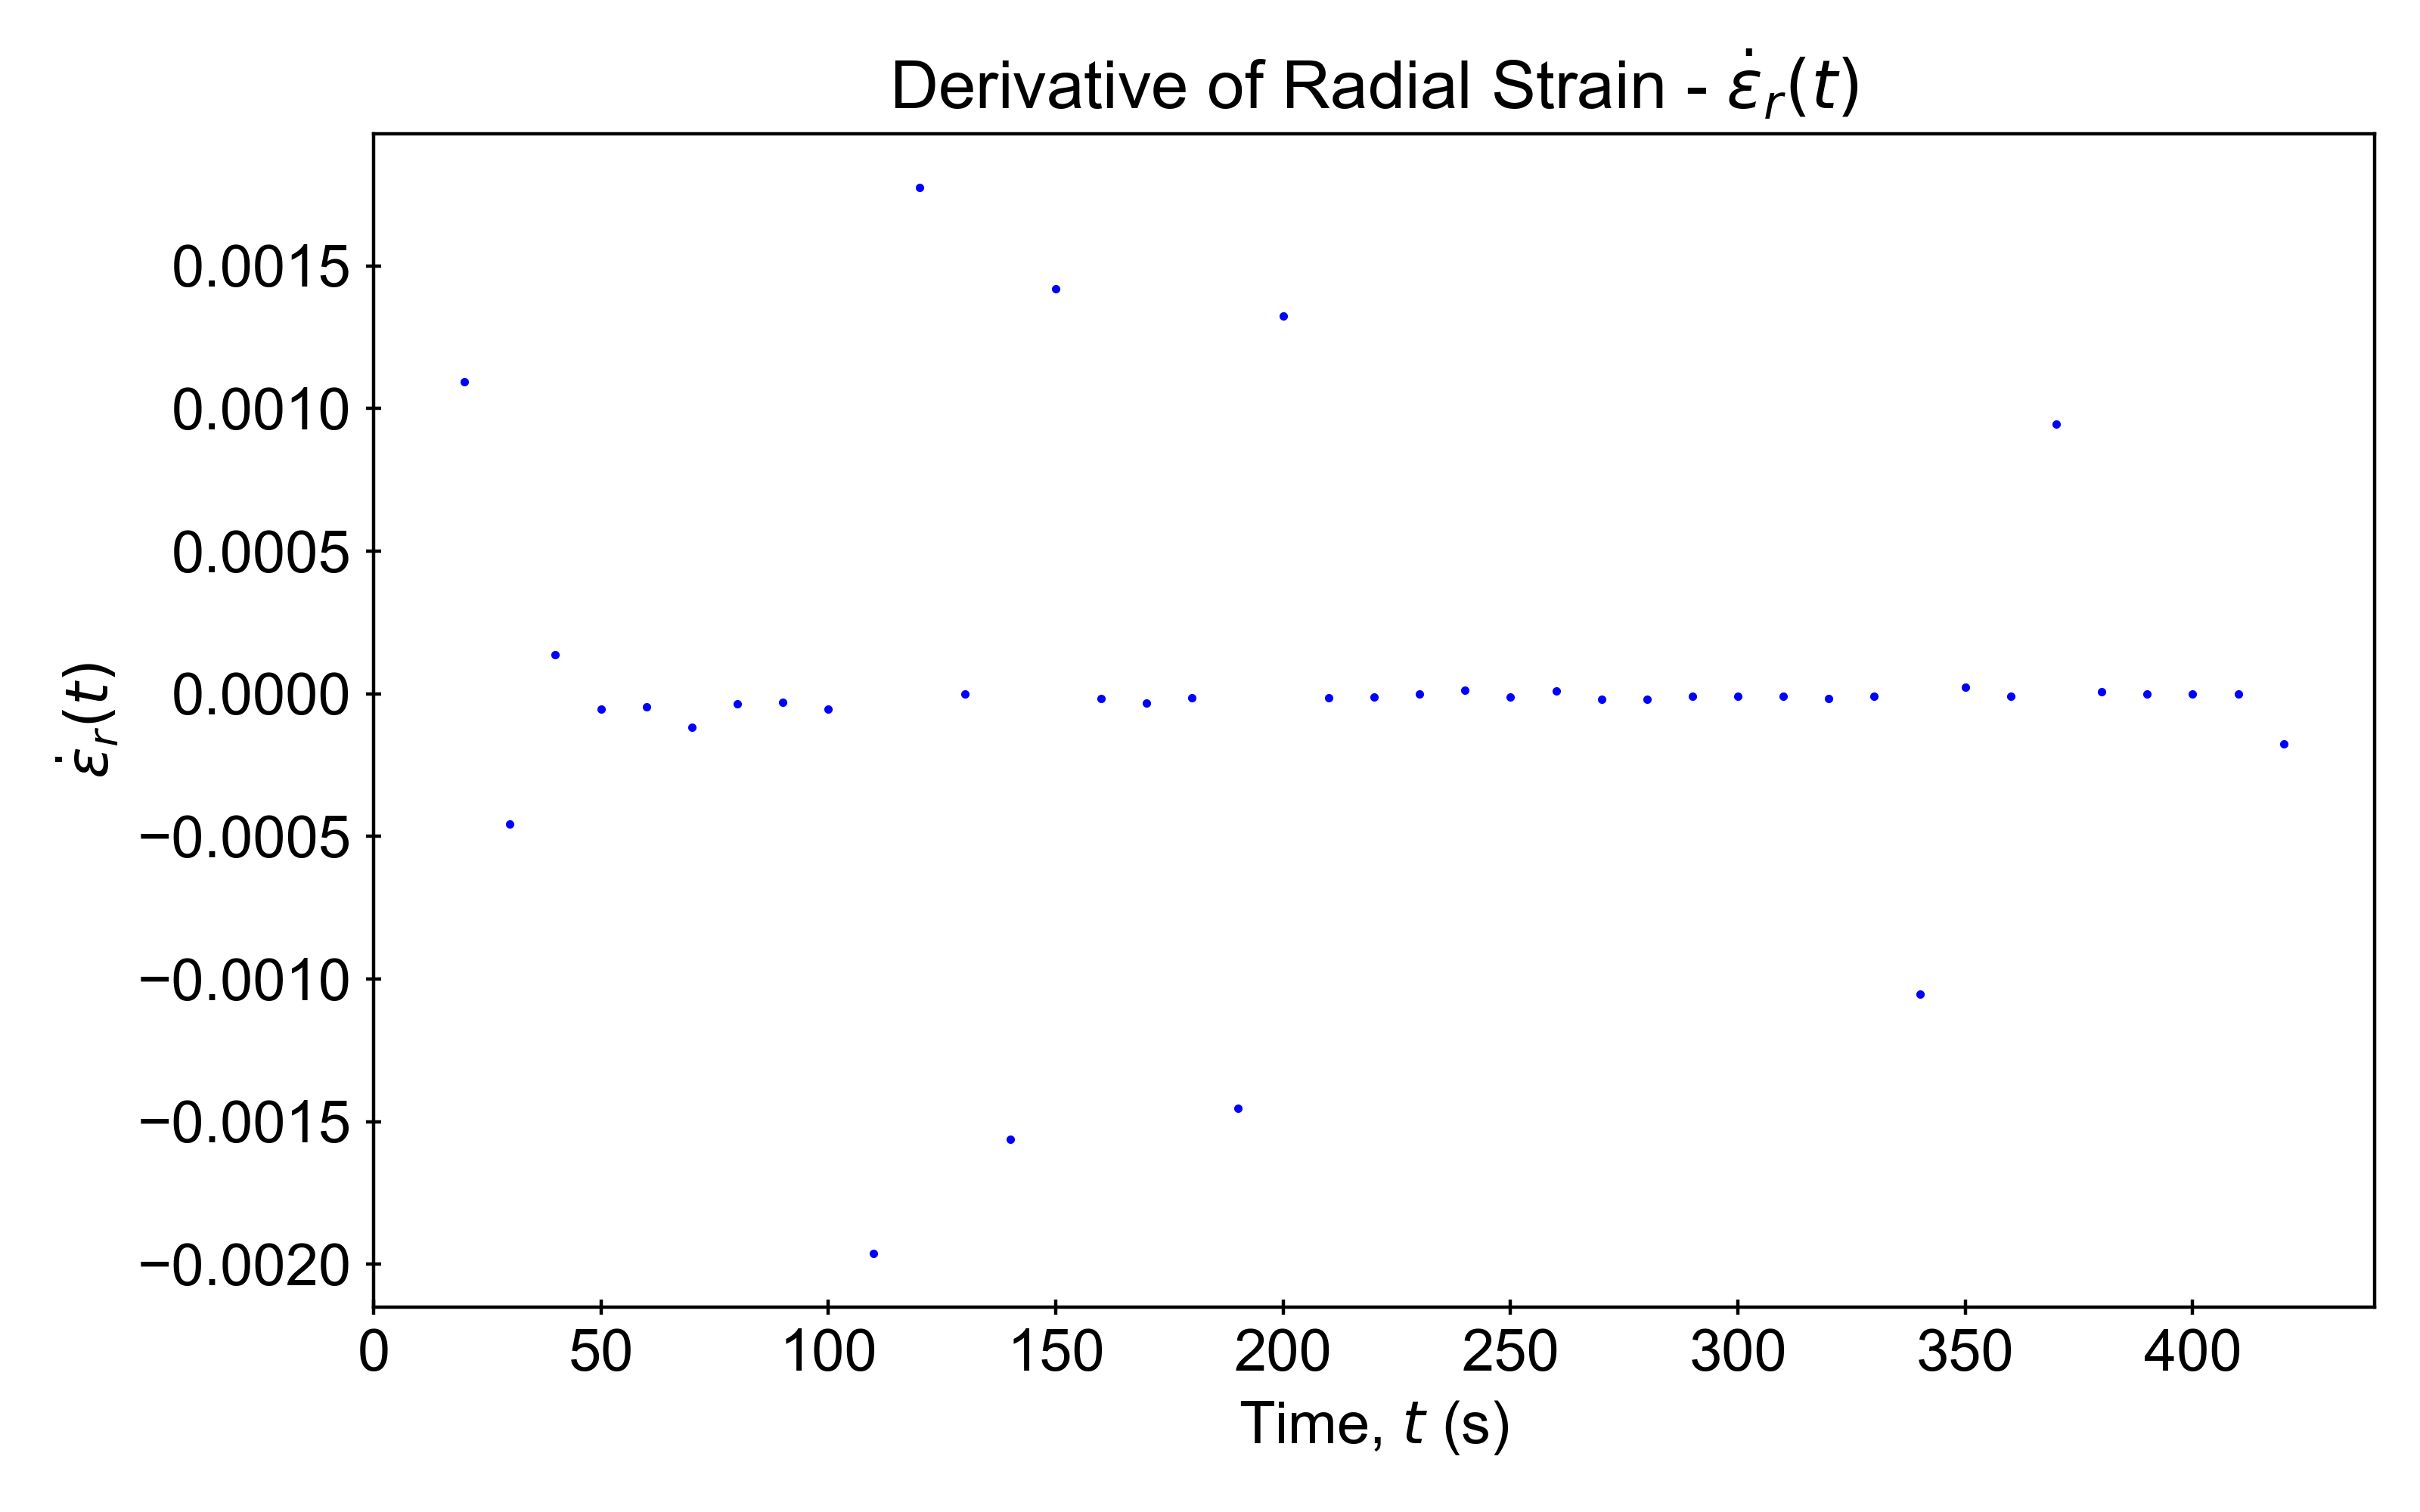 Derivative of Radial Strain - ε̇ᵣ(t)
0.0015
0.0010
0.0005
0.0000
−0.0005
−0.0010
−0.0015
−0.0020
ε̇ᵣ(t)
0 50 100 150 200 250 300 350 400
Time, t (s)